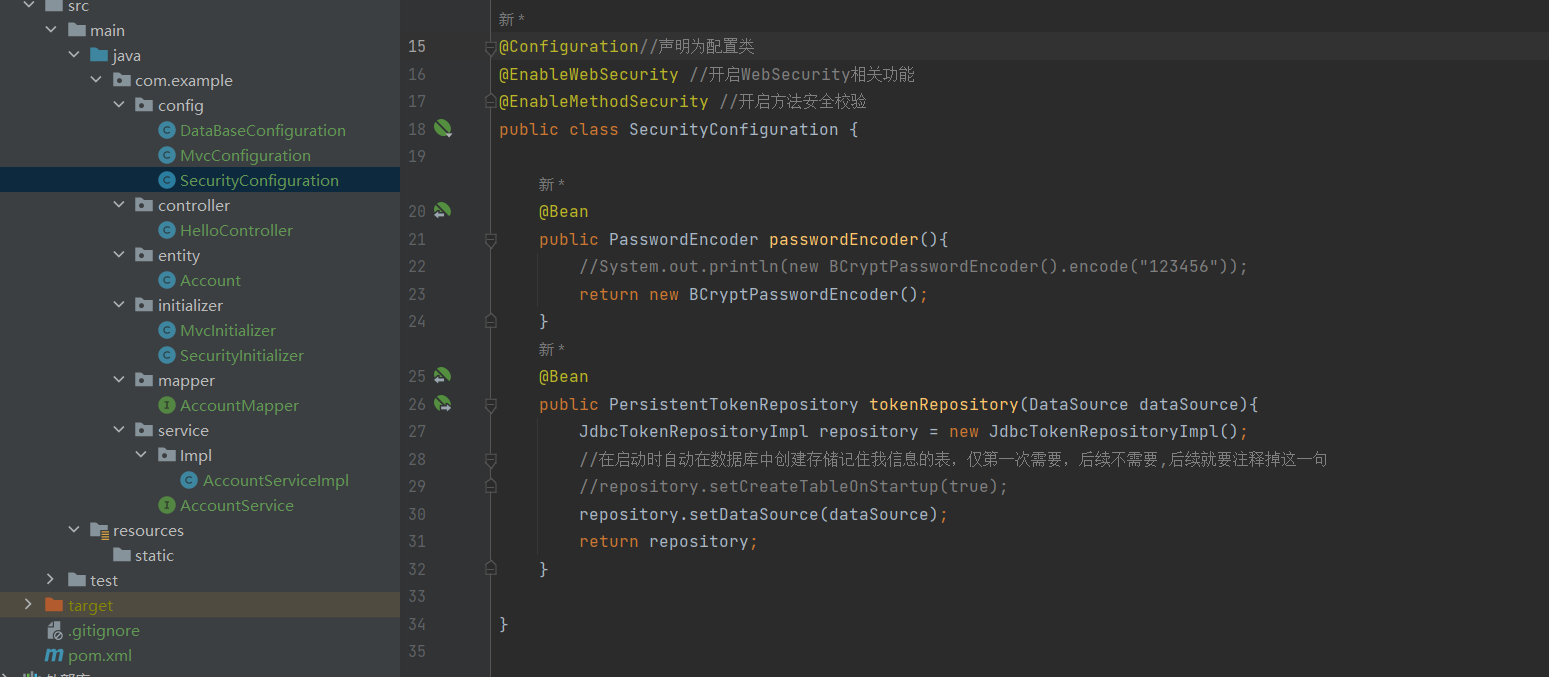 src
main
java
com.example
config
DataBaseConfiguration
MvcConfiguration
SecurityConfiguration
controller
HelloController
entity
Account
initializer
MvcInitializer
SecurityInitializer
mapper
AccountMapper
service
Impl
AccountServiceImpl
AccountService
resources
static
test
target
.gitignore
pom.xml
新 *
15 @Configuration//声明为配置类
16 @EnableWebSecurity //开启WebSecurity相关功能
17 @EnableMethodSecurity //开启方法安全校验
18 public class SecurityConfiguration {
19
新 *
20 @Bean
21 public PasswordEncoder passwordEncoder(){
22 //System.out.println(new BCryptPasswordEncoder().encode("123456"));
23 return new BCryptPasswordEncoder();
24 }
新 *
25 @Bean
26 public PersistentTokenRepository tokenRepository(DataSource dataSource){
27 JdbcTokenRepositoryImpl repository = new JdbcTokenRepositoryImpl();
28 //在启动时自动在数据库中创建存储记住我信息的表，仅第一次需要，后续不需要,后续就要注释掉这一句
29 //repository.setCreateTableOnStartup(true);
30 repository.setDataSource(dataSource);
31 return repository;
32 }
33
34 }
35